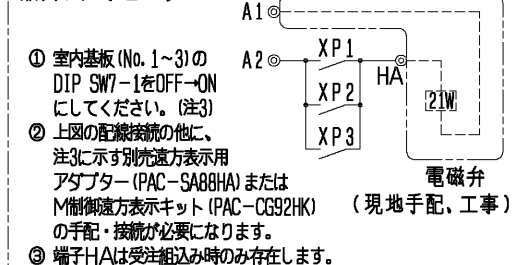 A1
A2
XP1
HA
XP2
21W
XP3
電磁弁
(現地手配、工事)
① 室内基板(No. 1~3)の
DIP SW7-1をOFF→ON
にしてください。(注3)
② 上図の配線接続の他に、
注3に示す別売遠方表示用
アダプター(PAC-SA88HA)または
M制御遠方表示キット(PAC-CG92HK)
の手配・接続が必要になります。
③ 端子HAは受注組込み時のみ存在します。